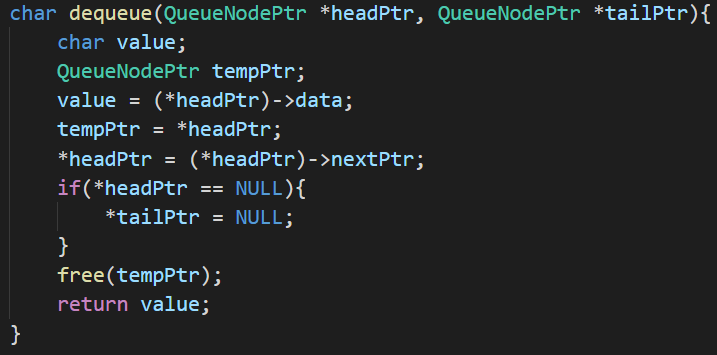 char dequeue(QueueNodePtr *headPtr, QueueNodePtr *tailPtr){
    char value;
    QueueNodePtr tempPtr;
    value = (*headPtr)->data;
    tempPtr = *headPtr;
    *headPtr = (*headPtr)->nextPtr;
    if(*headPtr == NULL){
        *tailPtr = NULL;
    }
    free(tempPtr);
    return value;
}